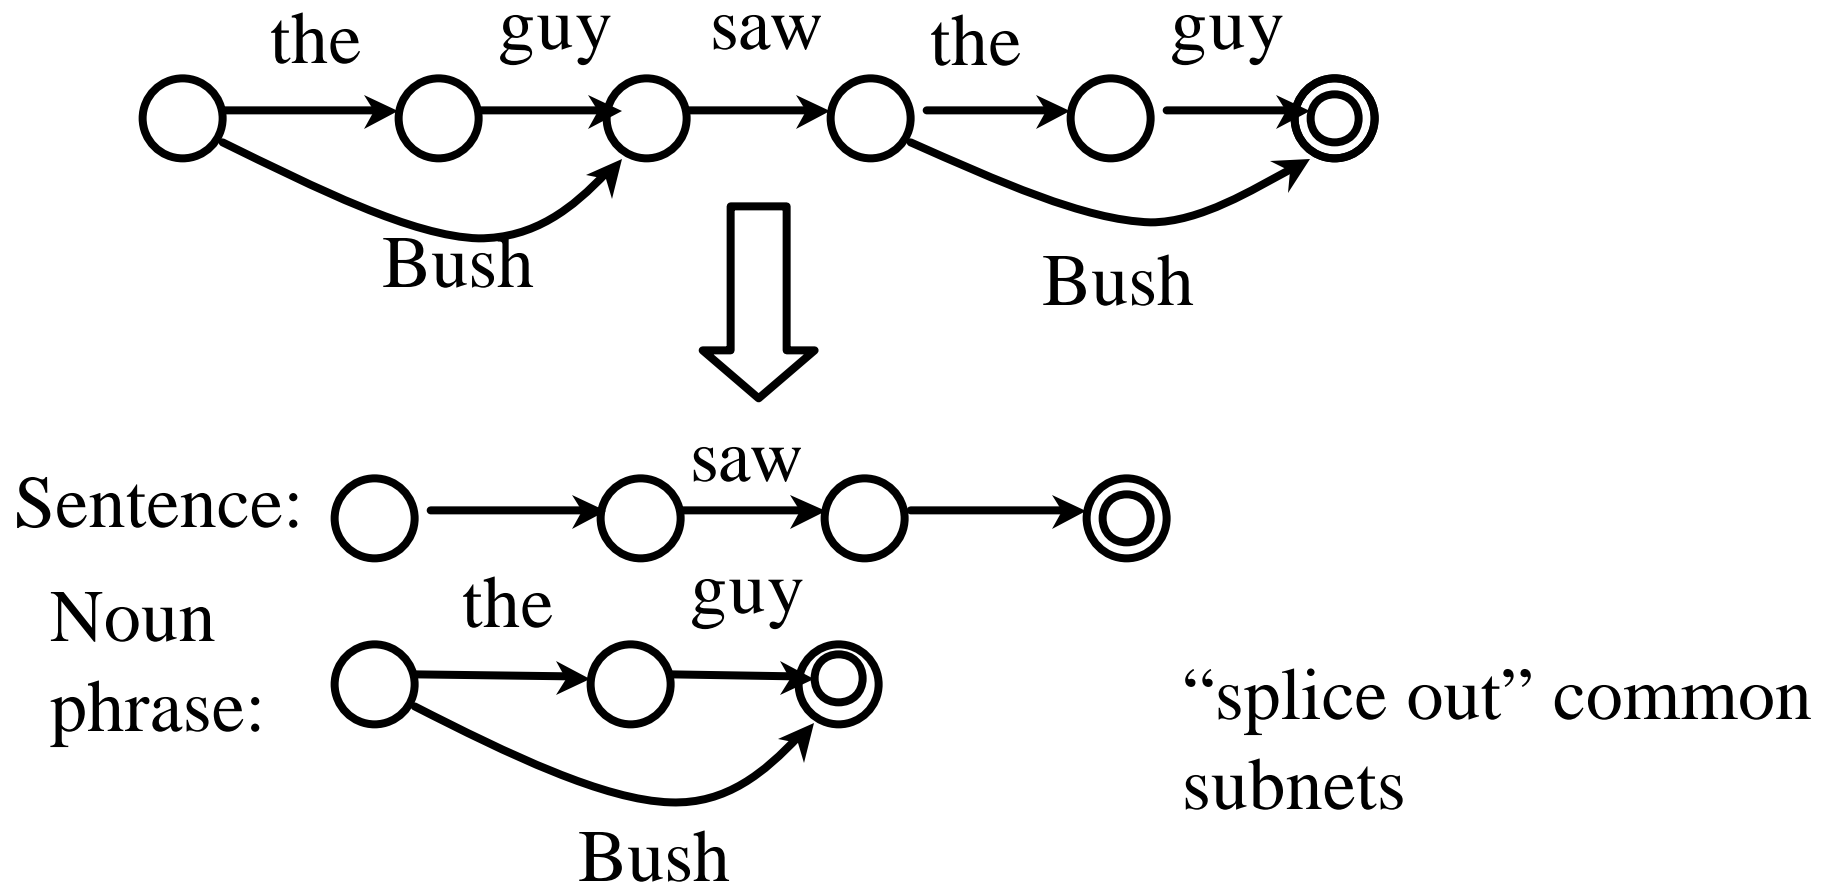 the guy saw the guy
Bush Bush
saw
Sentence:
the guy
Noun
phrase:
Bush
“splice out” common
subnets